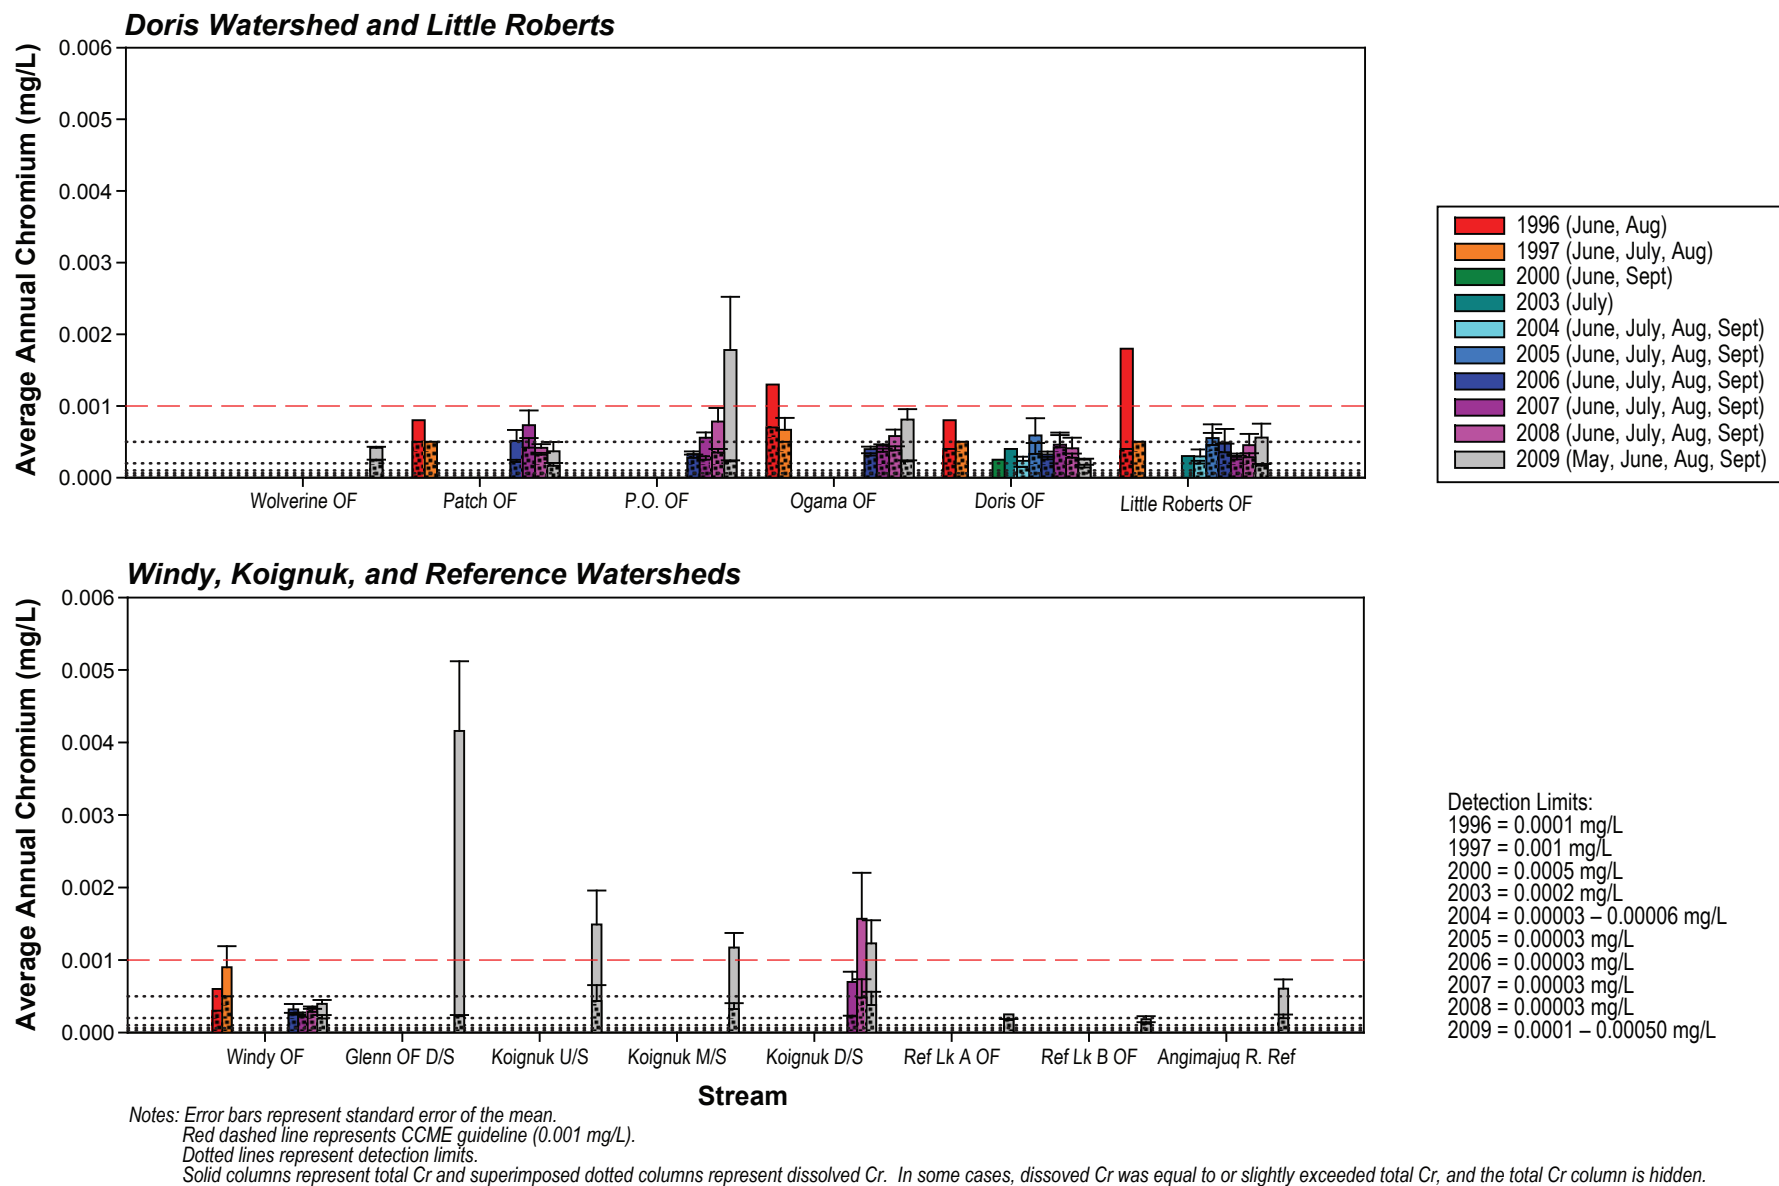 Doris Watershed and Little Roberts
Average Annual Chromium (mg/L)
0.006
0.005
0.004
0.003
0.002
0.001
0.000
Wolverine OF
Patch OF
P.O. OF
Ogama OF
Doris OF
Little Roberts OF
1996 (June, Aug)
1997 (June, July, Aug)
2000 (June, Sept)
2003 (July)
2004 (June, July, Aug, Sept)
2005 (June, July, Aug, Sept)
2006 (June, July, Aug, Sept)
2007 (June, July, Aug, Sept)
2008 (June, July, Aug, Sept)
2009 (May, June, Aug, Sept)
Windy, Koignuk, and Reference Watersheds
Average Annual Chromium (mg/L)
0.006
0.005
0.004
0.003
0.002
0.001
0.000
Windy OF
Glenn OF D/S
Koignuk U/S
Koignuk M/S
Koignuk D/S
Ref Lk A OF
Ref Lk B OF
Angimajuq R. Ref
Stream
Detection Limits:
1996 = 0.0001 mg/L
1997 = 0.001 mg/L
2000 = 0.0005 mg/L
2003 = 0.0002 mg/L
2004 = 0.00003 – 0.00006 mg/L
2005 = 0.00003 mg/L
2006 = 0.00003 mg/L
2007 = 0.00003 mg/L
2008 = 0.00003 mg/L
2009 = 0.0001 – 0.00050 mg/L
Notes: Error bars represent standard error of the mean.
Red dashed line represents CCME guideline (0.001 mg/L).
Dotted lines represent detection limits.
Solid columns represent total Cr and superimposed dotted columns represent dissolved Cr. In some cases, dissoved Cr was equal to or slightly exceeded total Cr, and the total Cr column is hidden.